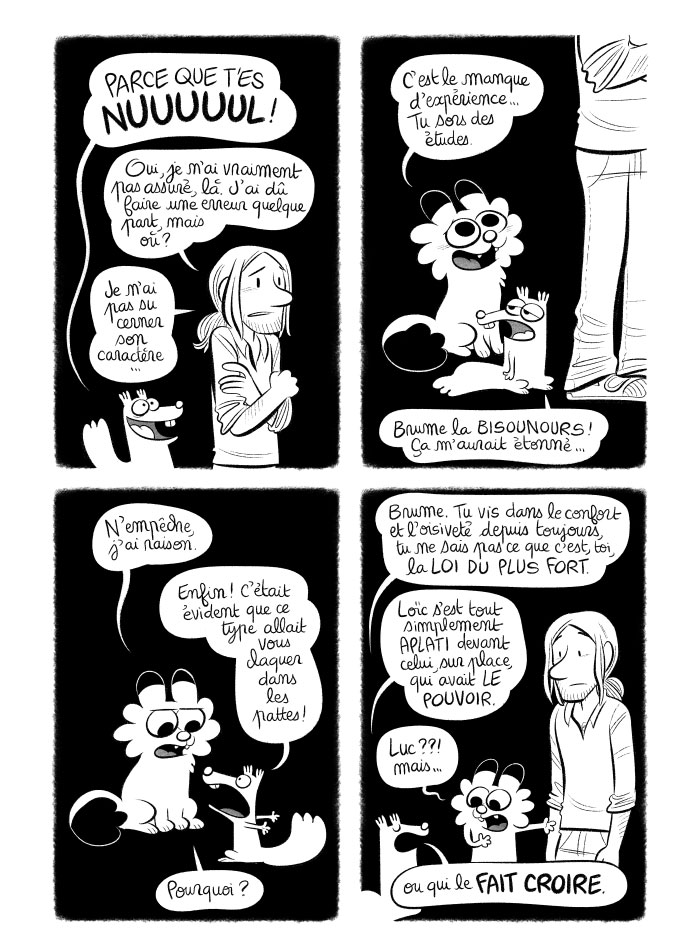 PARCE QUE T'ES
NUUUUUL!
Oui, je n'ai vraiment
pas assuré, là. J'ai dû
faire une erreur quelque
part, mais
où?
Je n'ai
pas su
cerner
son
caractère
...
C'est le manque
d'expérience...
Tu sors des
études.
Brume la BISOUNOURS!
Ça m'aurait étonné...
N'empêche,
j'ai raison.
Enfin! C'était
évident que ce
type allait
vous
claquer
dans
les
pattes!
Pourquoi?
Brume. Tu vis dans le confort
et l'oisiveté depuis toujours,
tu ne sais pas ce que c'est, toi,
la LOI DU PLUS FORT.
Loïc s'est tout
simplement
APLATI devant
celui, sur place,
qui avait LE
POUVOIR.
Luc??!
mais...
ou qui le FAIT CROIRE.